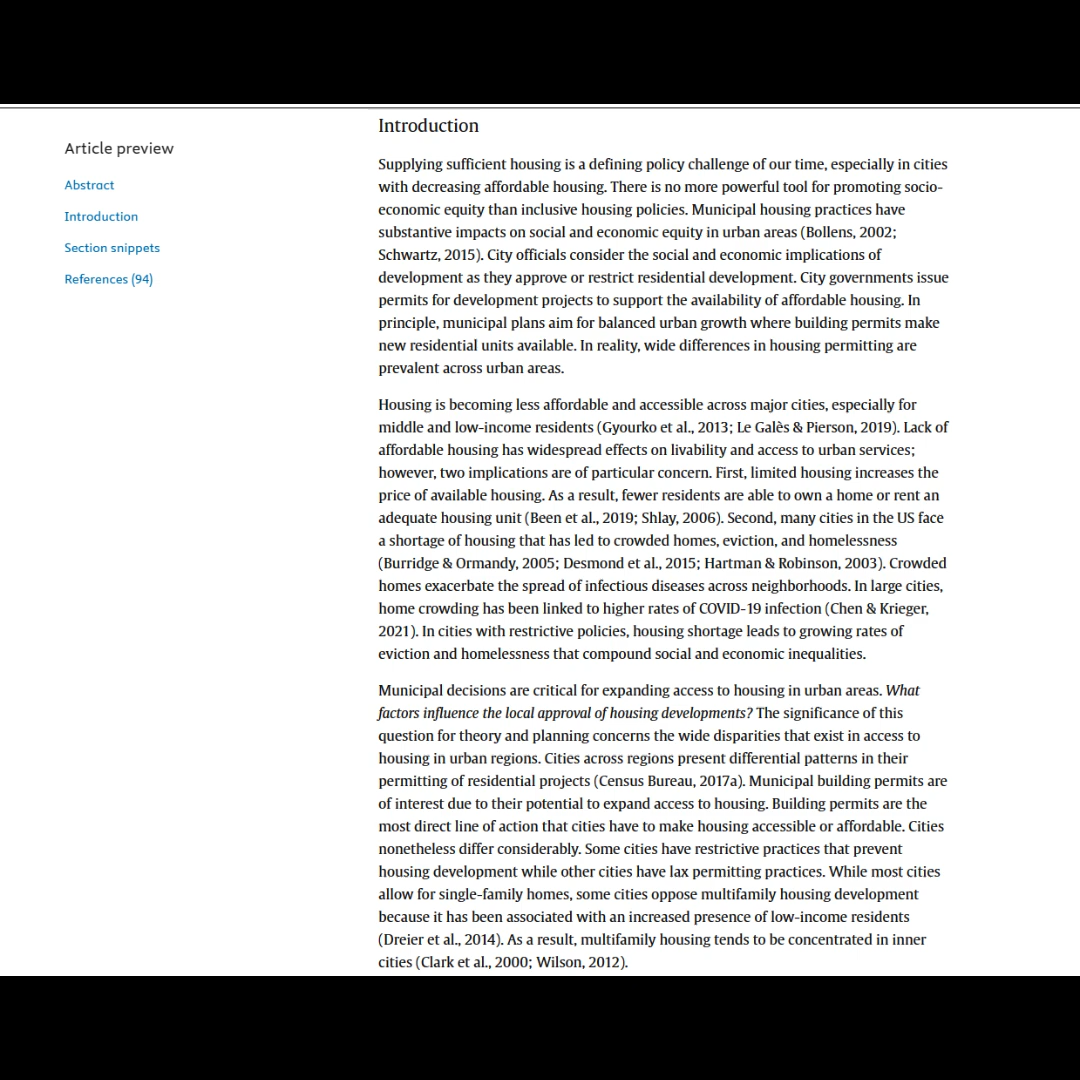 Article preview
Abstract
Introduction
Section snippets
References (94)
Introduction
Supplying sufficient housing is a defining policy challenge of our time, especially in cities
with decreasing affordable housing. There is no more powerful tool for promoting socio-
economic equity than inclusive housing policies. Municipal housing practices have
substantive impacts on social and economic equity in urban areas (Bollens, 2002;
Schwartz, 2015). City officials consider the social and economic implications of
development as they approve or restrict residential development. City governments issue
permits for development projects to support the availability of affordable housing. In
principle, municipal plans aim for balanced urban growth where building permits make
new residential units available. In reality, wide differences in housing permitting are
prevalent across urban areas.
Housing is becoming less affordable and accessible across major cities, especially for
middle and low-income residents (Gyourko et al., 2013; Le Galès & Pierson, 2019). Lack of
affordable housing has widespread effects on livability and access to urban services;
however, two implications are of particular concern. First, limited housing increases the
price of available housing. As a result, fewer residents are able to own a home or rent an
adequate housing unit (Been et al., 2019; Shlay, 2006). Second, many cities in the US face
a shortage of housing that has led to crowded homes, eviction, and homelessness
(Burridge & Ormandy, 2005; Desmond et al., 2015; Hartman & Robinson, 2003). Crowded
homes exacerbate the spread of infectious diseases across neighborhoods. In large cities,
home crowding has been linked to higher rates of COVID-19 infection (Chen & Krieger,
2021). In cities with restrictive policies, housing shortage leads to growing rates of
eviction and homelessness that compound social and economic inequalities.
Municipal decisions are critical for expanding access to housing in urban areas. What
factors influence the local approval of housing developments? The significance of this
question for theory and planning concerns the wide disparities that exist in access to
housing in urban regions. Cities across regions present differential patterns in their
permitting of residential projects (Census Bureau, 2017a). Municipal building permits are
of interest due to their potential to expand access to housing. Building permits are the
most direct line of action that cities have to make housing accessible or affordable. Cities
nonetheless differ considerably. Some cities have restrictive practices that prevent
housing development while other cities have lax permitting practices. While most cities
allow for single-family homes, some cities oppose multifamily housing development
because it has been associated with an increased presence of low-income residents
(Dreier et al., 2014). As a result, multifamily housing tends to be concentrated in inner
cities (Clark et al., 2000; Wilson, 2012).